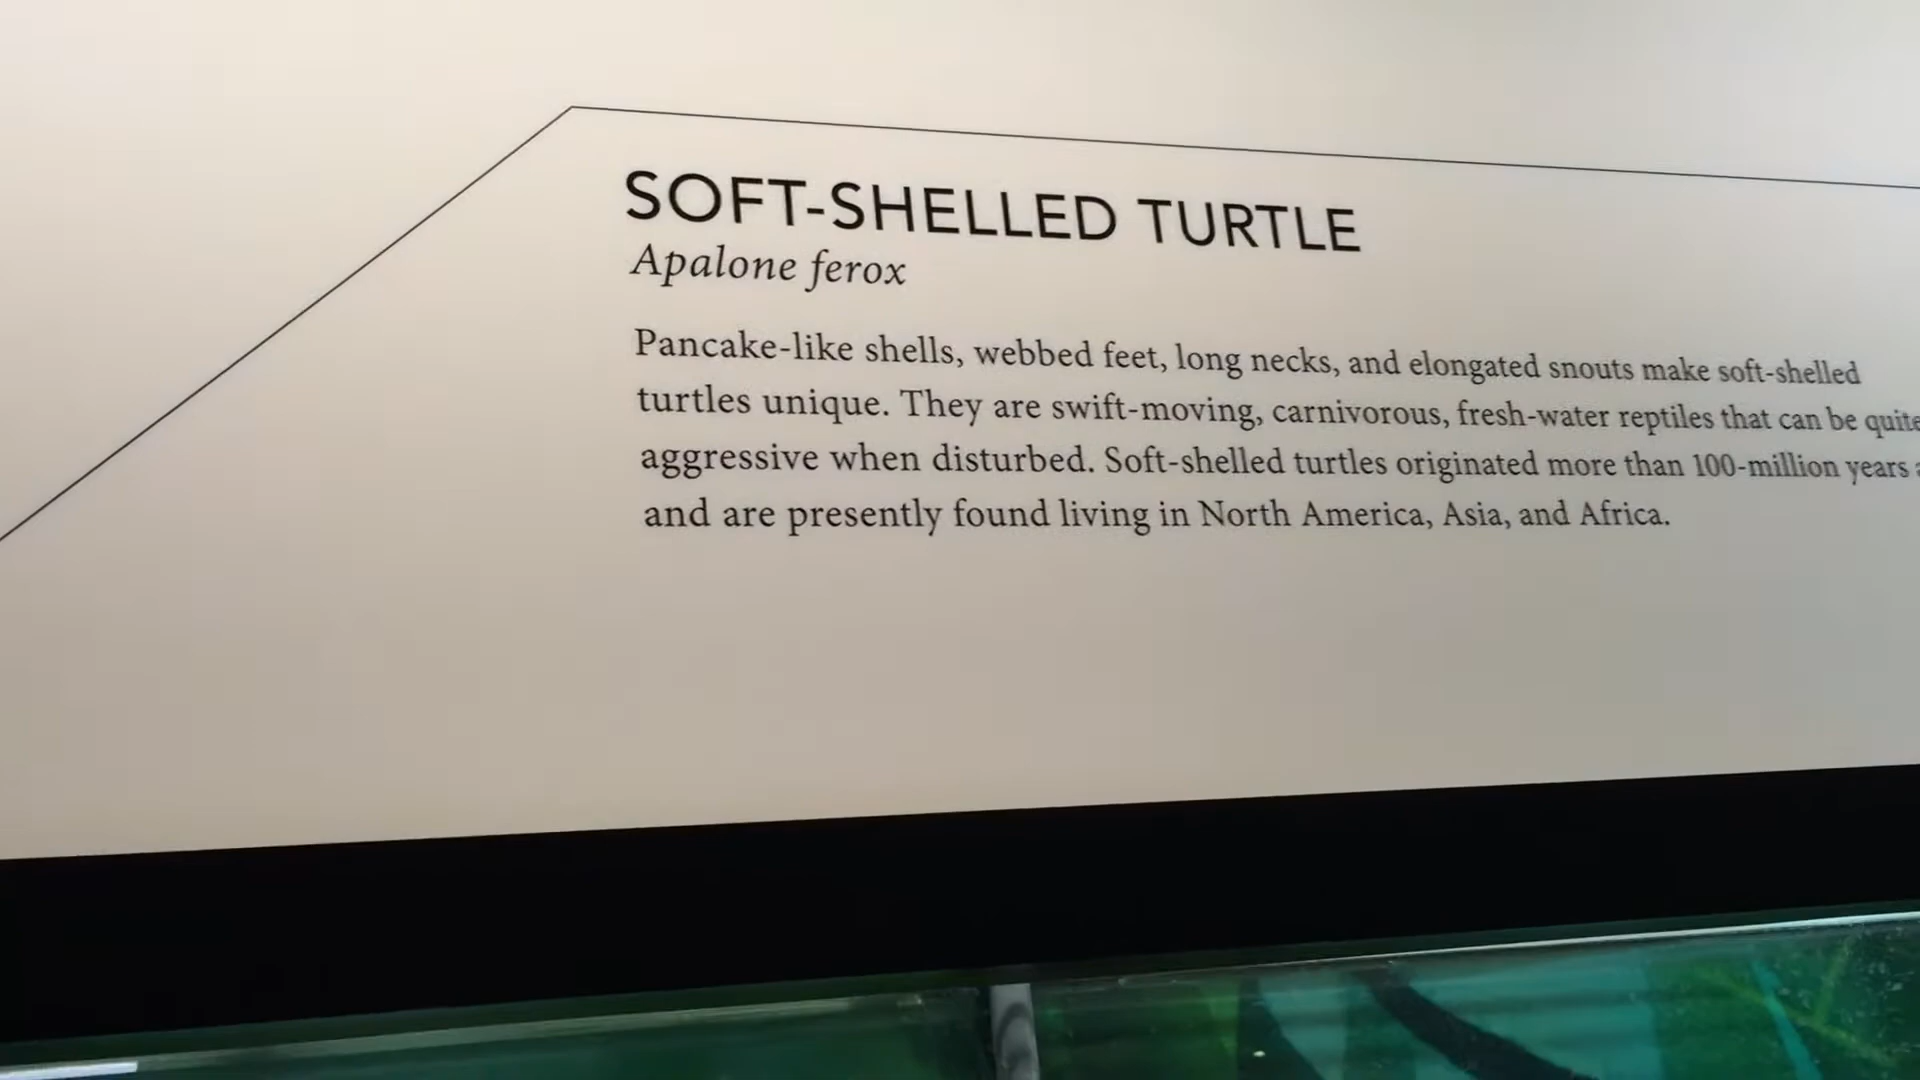 SOFT-SHELLED TURTLE
Apalone ferox
Pancake-like shells, webbed feet, long necks, and elongated snouts make soft-shelled
turtles unique. They are swift-moving, carnivorous, fresh-water reptiles that can be quite
aggressive when disturbed. Soft-shelled turtles originated more than 100-million years
and are presently found living in North America, Asia, and Africa.